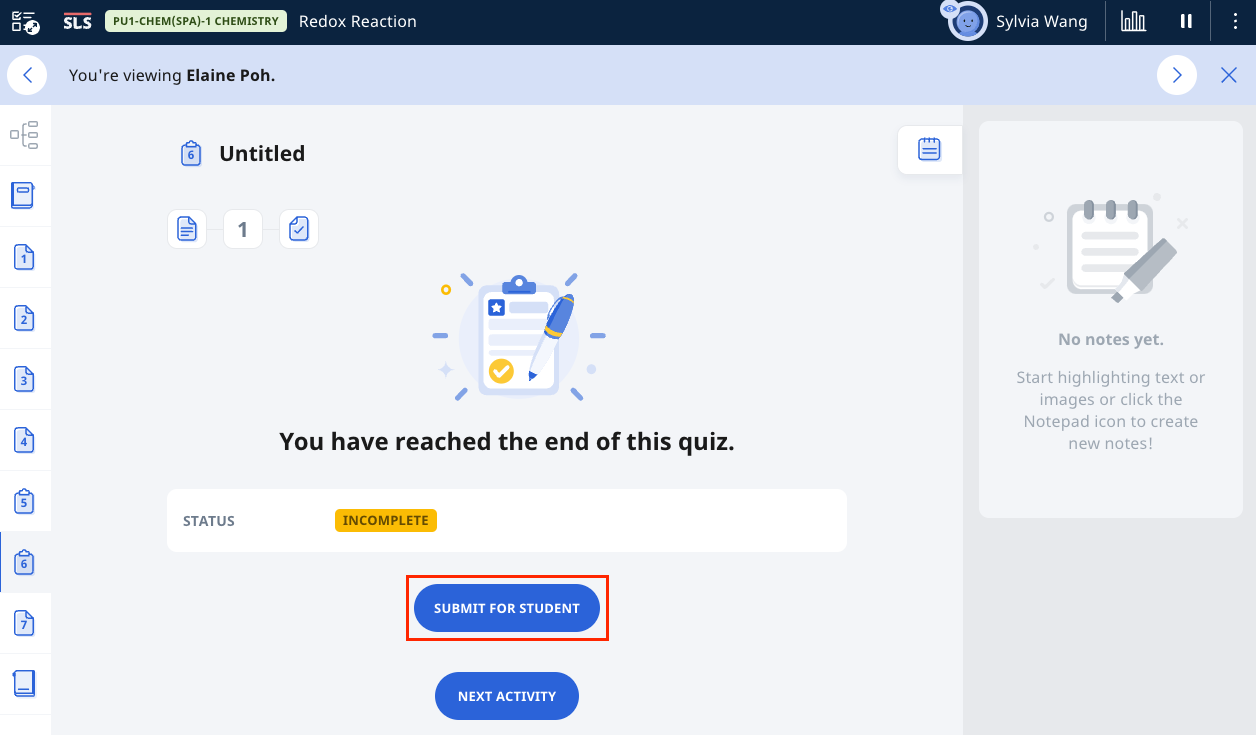 SLS PU1-CHEM(SPA)-1 CHEMISTRY Redox Reaction Sylvia Wang
You're viewing Elaine Poh.
6 Untitled
1
1
2
3
4
5
6
7
You have reached the end of this quiz.
STATUS INCOMPLETE
SUBMIT FOR STUDENT
NEXT ACTIVITY
No notes yet.
Start highlighting text or
images or click the
Notepad icon to create
new notes!